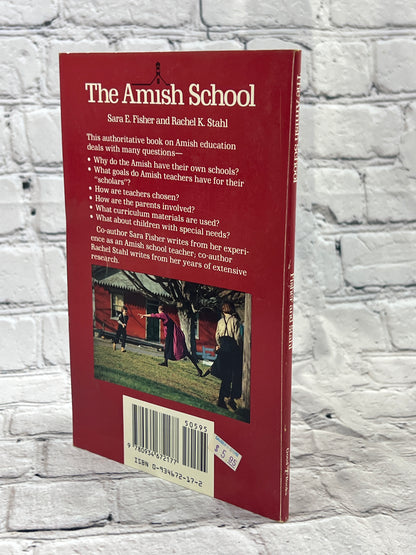 The Amish School
Sara E. Fisher and Rachel K. Stahl
This authoritative book on Amish education
deals with many questions—
• Why do the Amish have their own schools?
• What goals do Amish teachers have for their
"scholars"?
• How are teachers chosen?
• How are the parents involved?
• What curriculum materials are used?
• What about children with special needs?
Co-author Sara Fisher writes from her experi-
ence as an Amish school teacher; co-author
Rachel Stahl writes from her years of extensive
research.
50595
9 780934 672177
ISBN 0-934672-17-2
$5.95
The Amish School
Fisher and Stahl